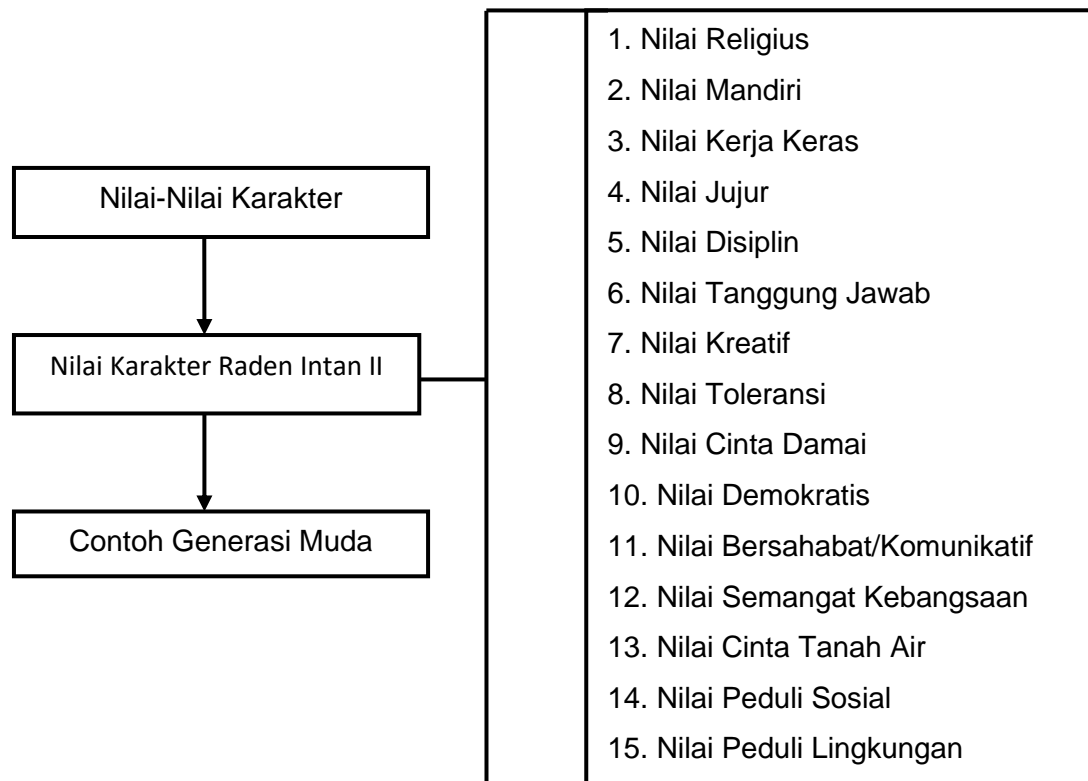 Nilai-Nilai Karakter
Nilai Karakter Raden Intan II
Contoh Generasi Muda
1. Nilai Religius
2. Nilai Mandiri
3. Nilai Kerja Keras
4. Nilai Jujur
5. Nilai Disiplin
6. Nilai Tanggung Jawab
7. Nilai Kreatif
8. Nilai Toleransi
9. Nilai Cinta Damai
10. Nilai Demokratis
11. Nilai Bersahabat/Komunikatif
12. Nilai Semangat Kebangsaan
13. Nilai Cinta Tanah Air
14. Nilai Peduli Sosial
15. Nilai Peduli Lingkungan